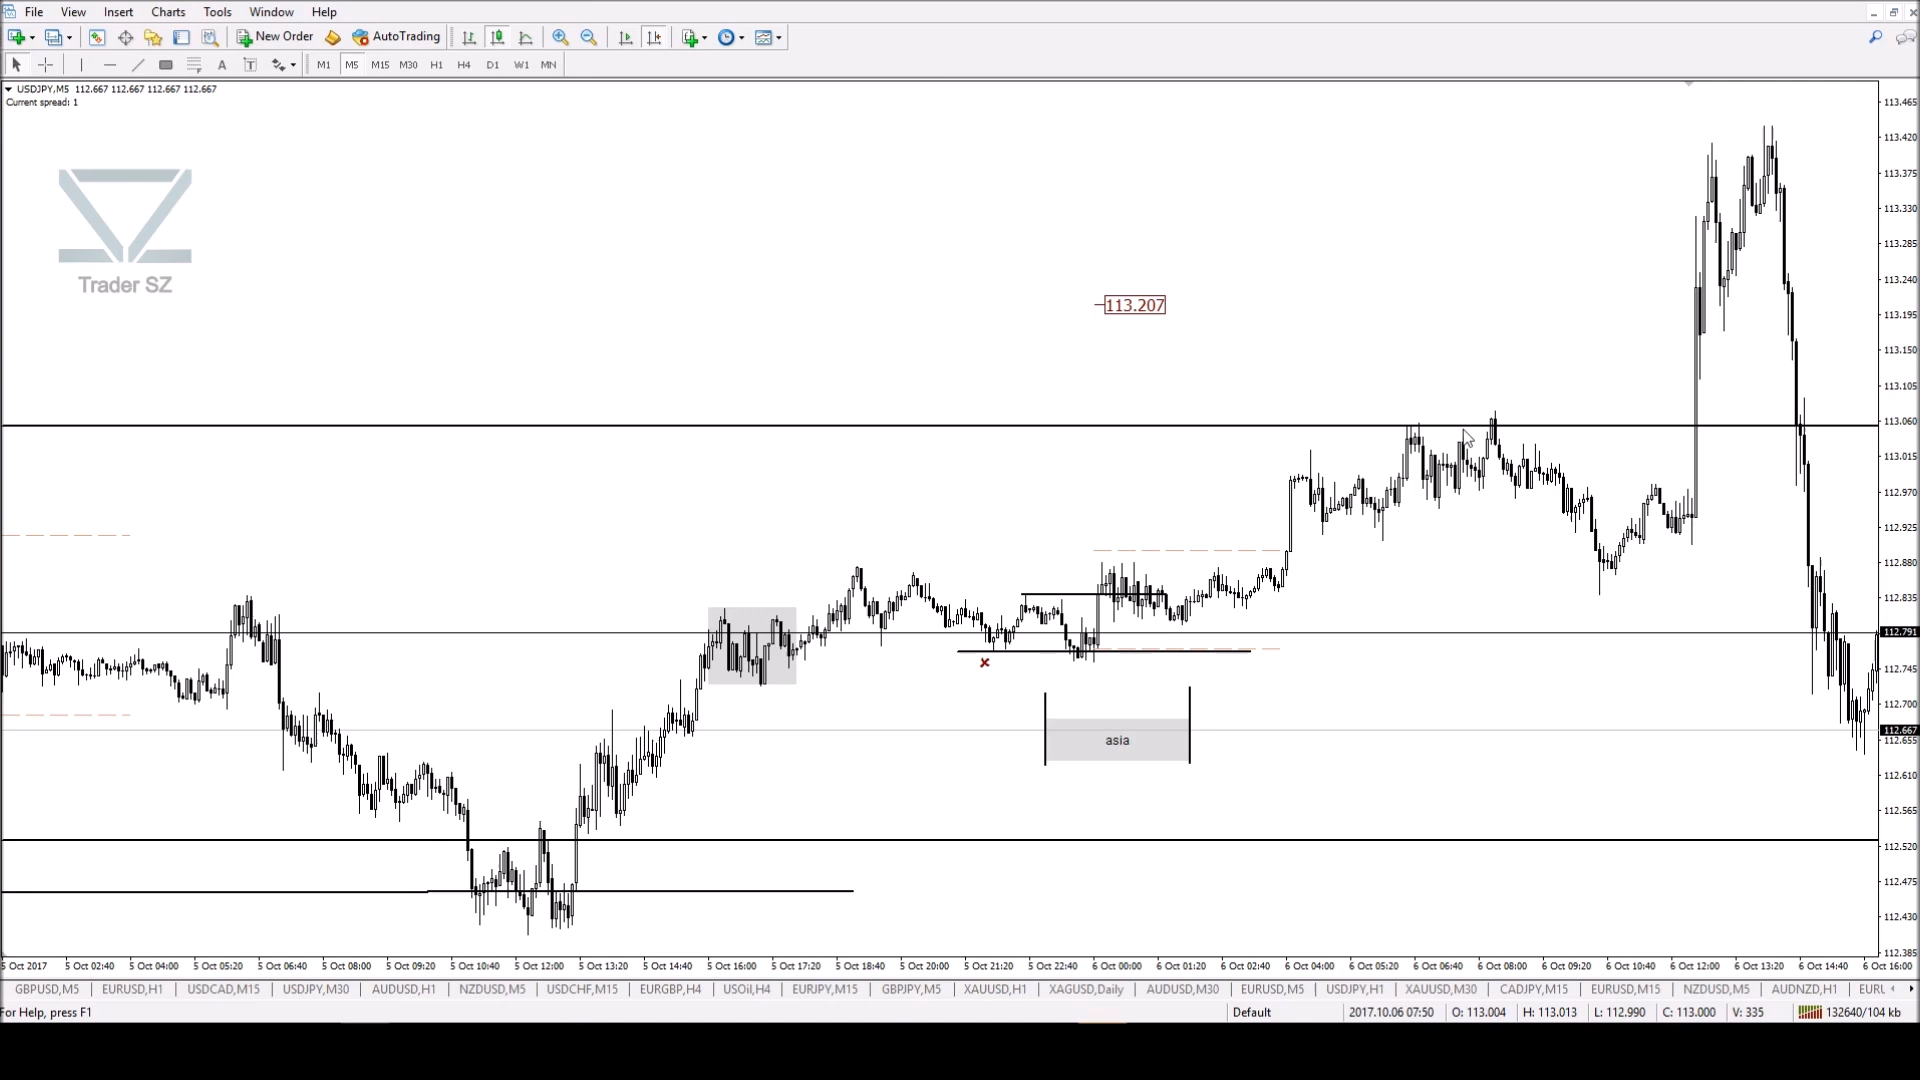 File View Insert Charts Tools Window Help
New Order AutoTrading
A T M1 M5 M15 M30 H1 H4 D1 W1 MN
USDJPY,M5 112.667 112.667 112.667 112.667
Current spread: 1
113.465
113.420
113.375
113.330
113.285
113.240
113.195
113.150
113.105
113.060
113.015
112.970
112.925
112.880
112.835
112.791
112.745
112.700
112.667
112.655
112.610
112.565
112.520
112.475
112.430
112.385
Trader SZ
113.207
asia
5 Oct 2017 5 Oct 02:40 5 Oct 04:00 5 Oct 05:20 5 Oct 06:40 5 Oct 08:00 5 Oct 09:20 5 Oct 10:40 5 Oct 12:00 5 Oct 13:20 5 Oct 14:40 5 Oct 16:00 5 Oct 17:20 5 Oct 18:40 5 Oct 20:00 5 Oct 21:20 5 Oct 22:40 6 Oct 00:00 6 Oct 01:20 6 Oct 02:40 6 Oct 04:00 6 Oct 05:20 6 Oct 06:40 6 Oct 08:00 6 Oct 09:20 6 Oct 10:40 6 Oct 12:00 6 Oct 13:20 6 Oct 14:40 6 Oct 16:00
GBPUSD,M5 EURUSD,H1 USDCAD,M15 USDJPY,M30 AUDUSD,H1 NZDUSD,M5 USDCHF,M15 EURGBP,H4 USOil,H4 EURJPY,M15 GBPJPY,M5 XAUUSD,H1 XAGUSD,Daily AUDUSD,M30 EURUSD,M5 USDJPY,H1 XAUUSD,M30 CADJPY,M15 EURUSD,M15 NZDUSD,M5 AUDNZD,H1 EURU
For Help, press F1 Default 2017.10.06 07:50 O: 113.004 H: 113.013 L: 112.990 C: 113.000 V: 335 132640/104 kb